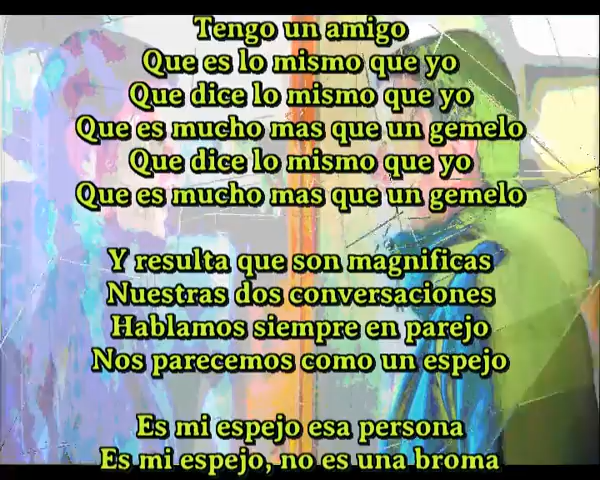 Tengo un amigo
Que es lo mismo que yo
Que dice lo mismo que yo
Que es mucho mas que un gemelo
Que dice lo mismo que yo
Que es mucho mas que un gemelo
Y resulta que son magnificas
Nuestras dos conversaciones
Hablamos siempre en parejo
Nos parecemos como un espejo
Es mi espejo esa persona
Es mi espejo, no es una broma